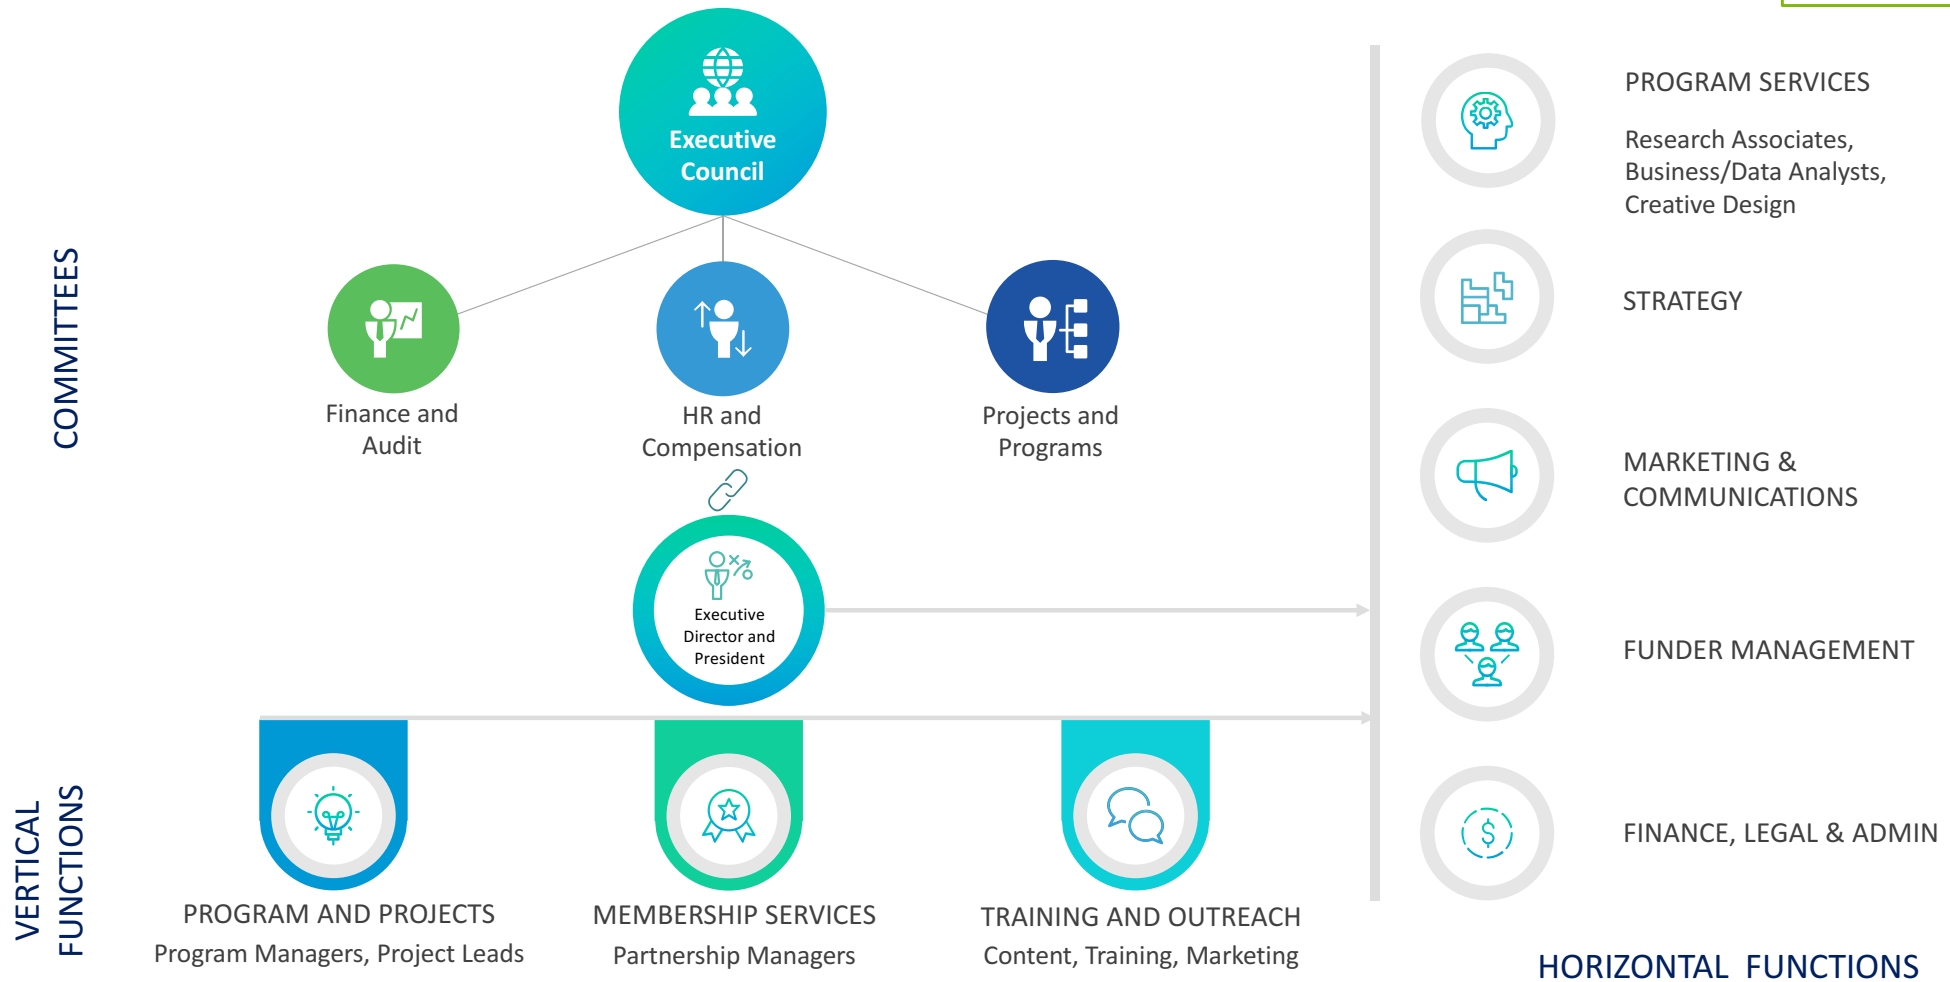 Executive
Council
COMMITTEES
Finance and
Audit
HR and
Compensation
Projects and
Programs
Executive
Director and
President
VERTICAL
FUNCTIONS
PROGRAM AND PROJECTS
Program Managers, Project Leads
MEMBERSHIP SERVICES
Partnership Managers
TRAINING AND OUTREACH
Content, Training, Marketing
PROGRAM SERVICES
Research Associates,
Business/Data Analysts,
Creative Design
STRATEGY
MARKETING &
COMMUNICATIONS
FUNDER MANAGEMENT
$
FINANCE, LEGAL & ADMIN
HORIZONTAL FUNCTIONS